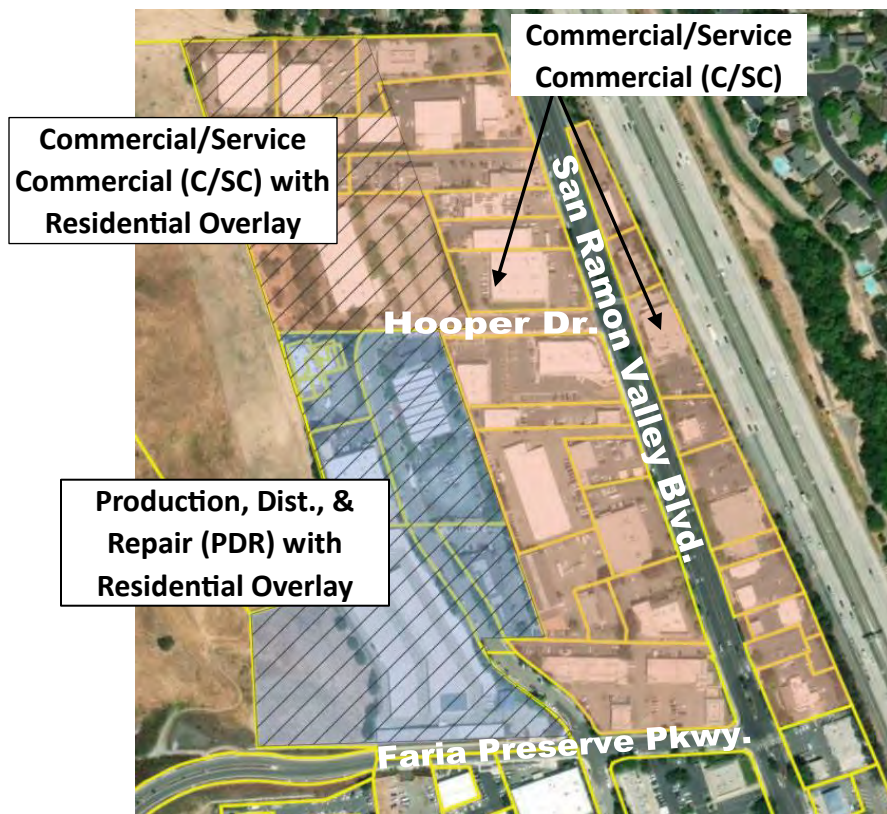 Commercial/Service
Commercial (C/SC)
Commercial/Service
Commercial (C/SC) with
Residential Overlay
San Ramon Valley Blvd.
Hooper Dr.
Production, Dist., &
Repair (PDR) with
Residential Overlay
Faria Preserve Pkwy.